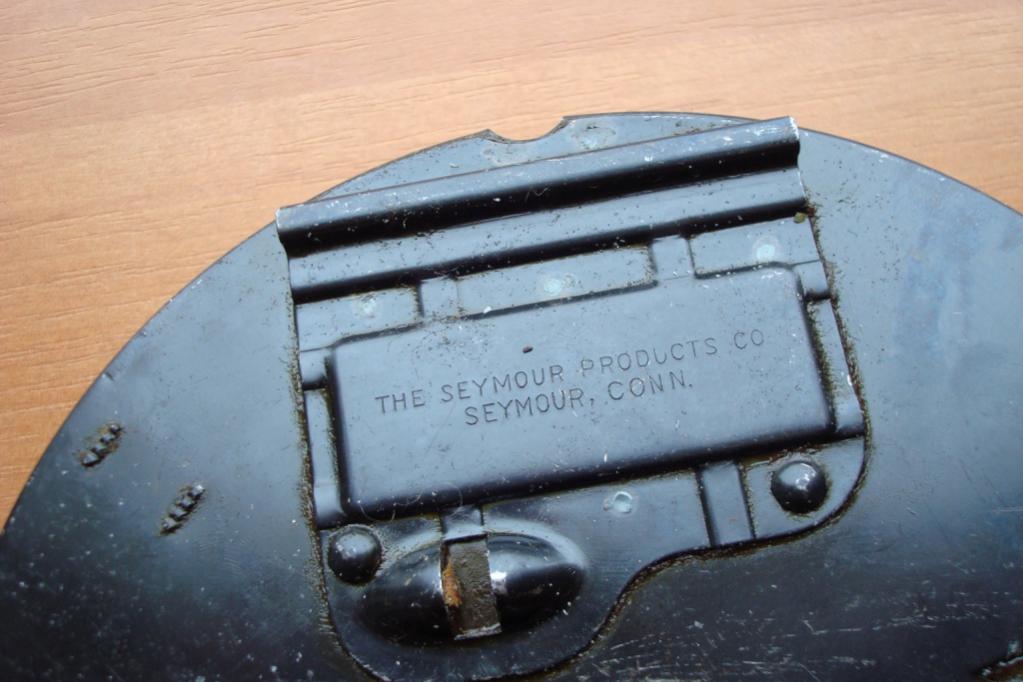 THE SEYMOUR PRODUCTS CO
SEYMOUR, CONN.